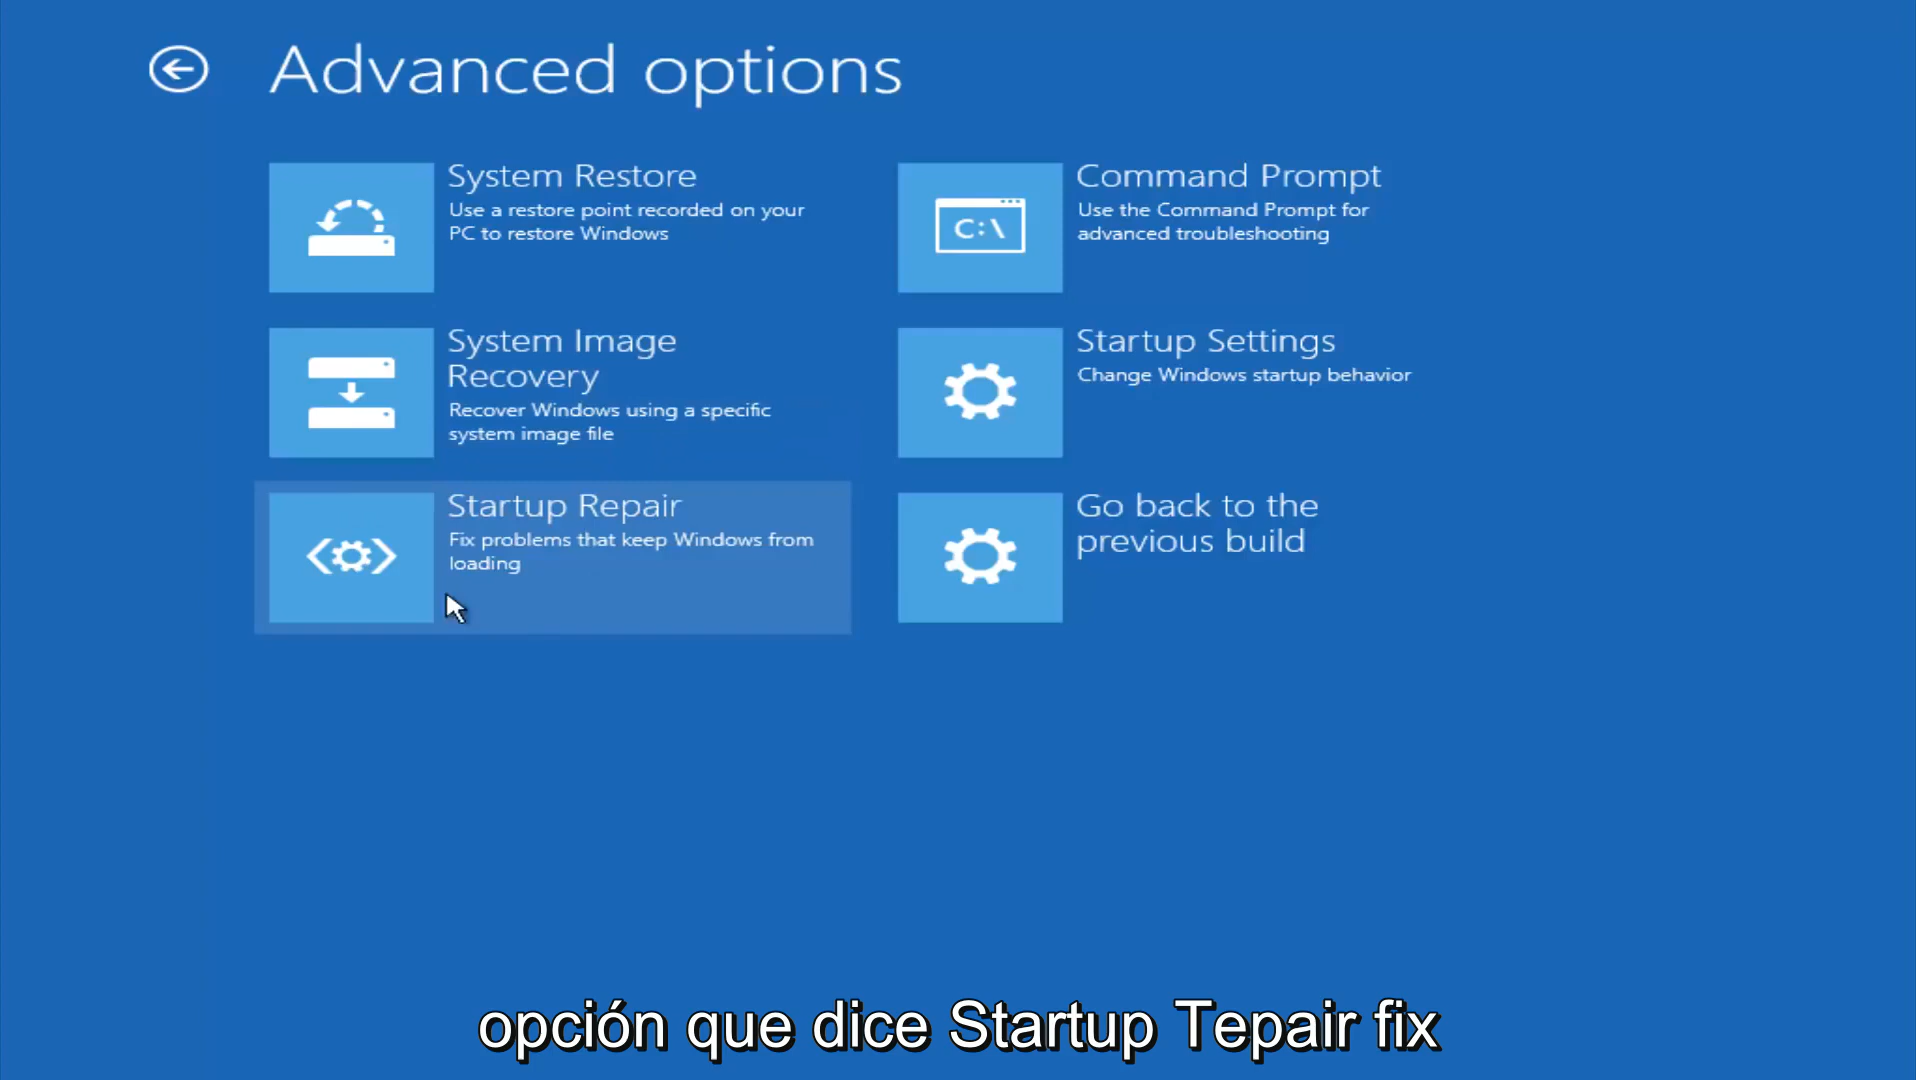 Advanced options
System Restore
Use a restore point recorded on your
PC to restore Windows
Command Prompt
Use the Command Prompt for
advanced troubleshooting
C:\
System Image
Recovery
Recover Windows using a specific
system image file
Startup Settings
Change Windows startup behavior
Startup Repair
Fix problems that keep Windows from
loading
Go back to the
previous build
opción que dice Startup Tepair fix